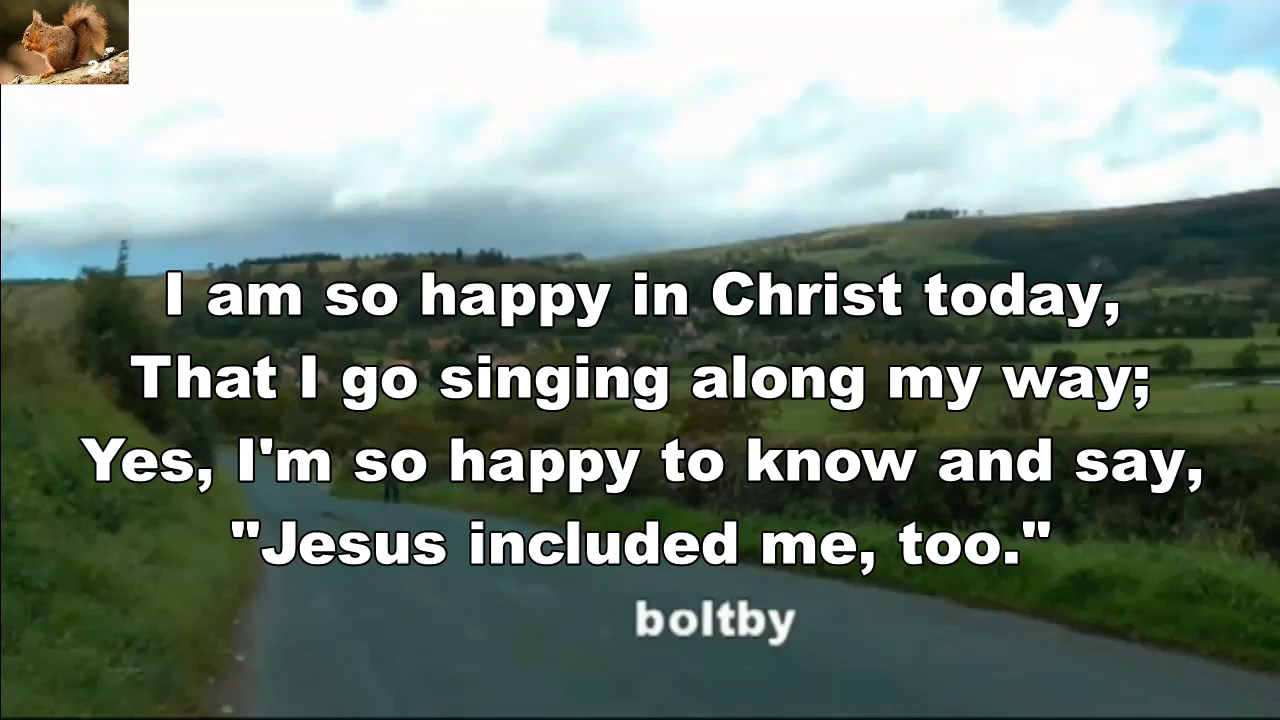 24
I am so happy in Christ today,
That I go singing along my way;
Yes, I'm so happy to know and say,
"Jesus included me, too."
boltby